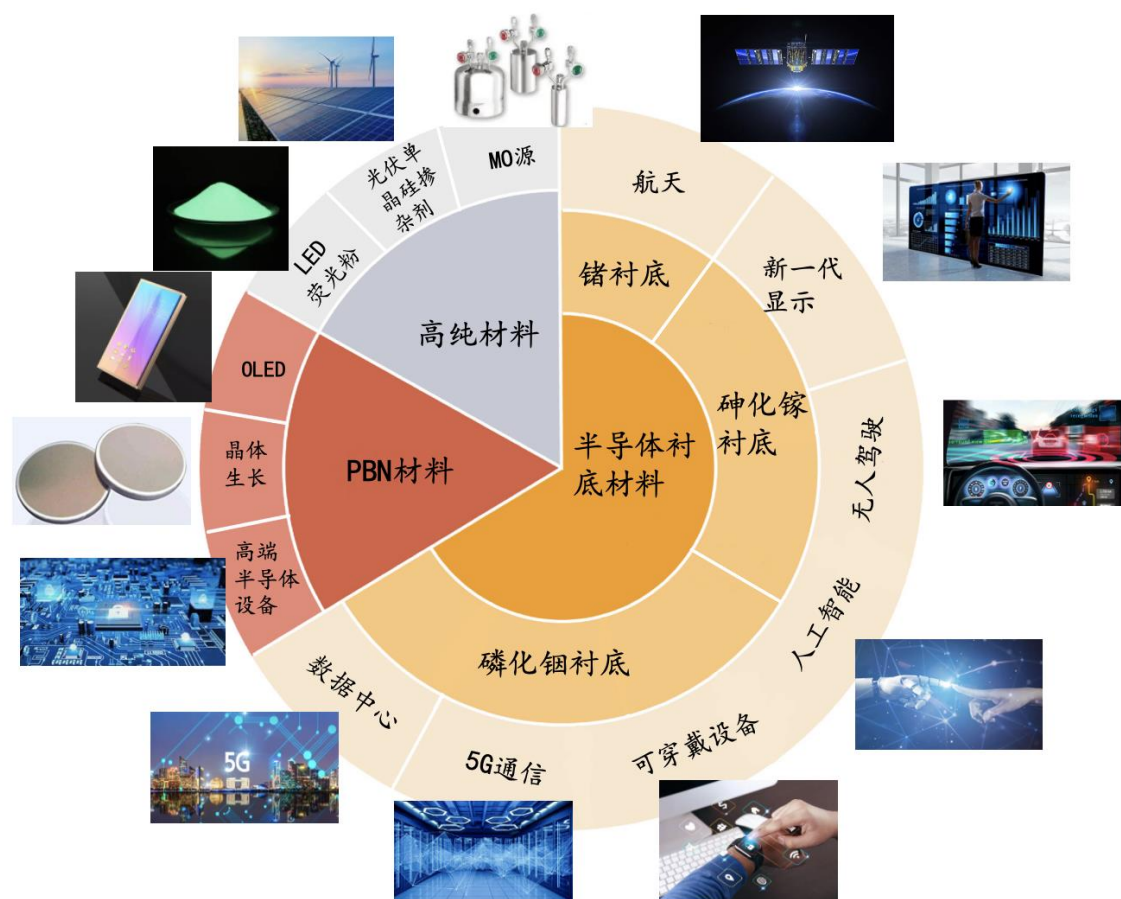 MO源
光伏单
晶硅掺
杂剂
LED
荧光粉
高纯材料
航天
锗衬底
新一代
显示
砷化镓
衬底
无人驾驶
人工智能
半导体衬
底材料
OLED
晶体
生长
高端
半导体
设备
PBN材料
磷化铟衬底
数据中心
5G通信
可穿戴设备
5G